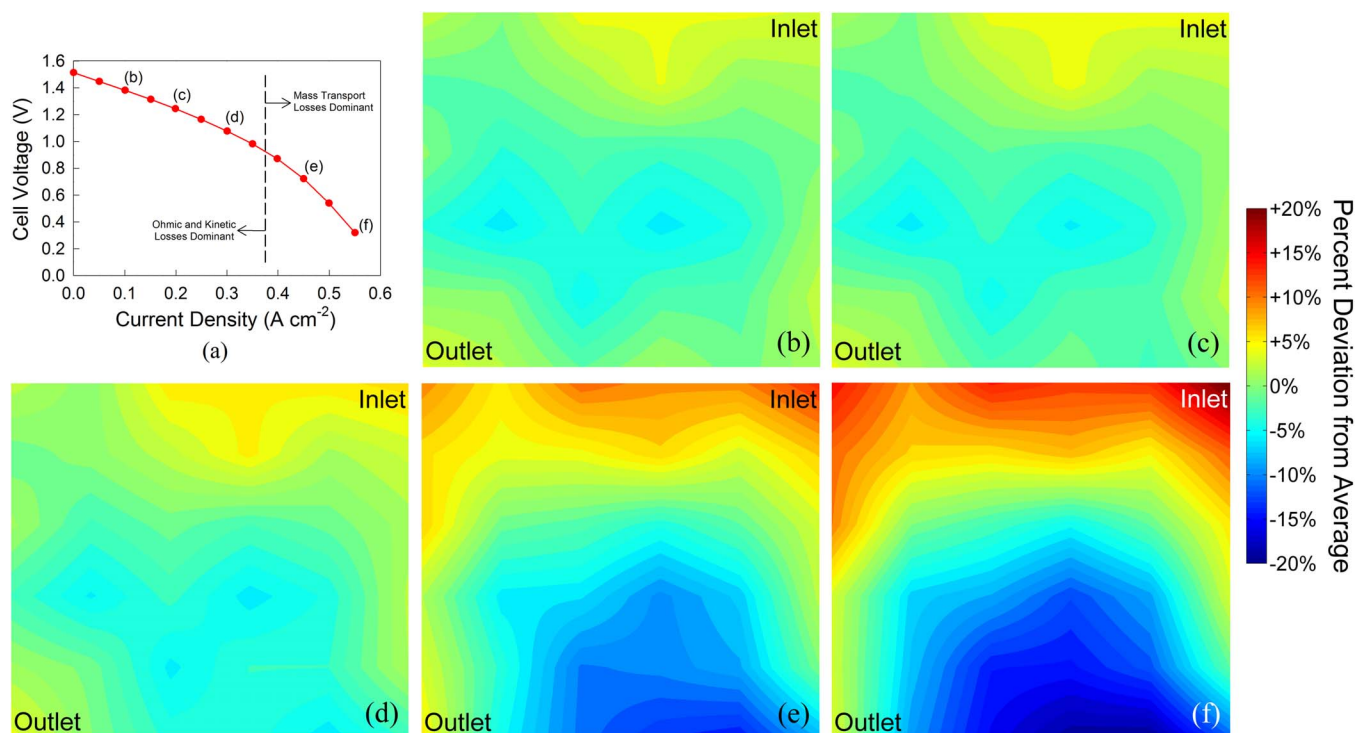 1.6
1.4
1.2
1.0
0.8
0.6
0.4
0.2
0.0
Cell Voltage (V)
(b)
(c)
(d)
(e)
(f)
Mass Transport
Losses Dominant
Ohmic and Kinetic
Losses Dominant
0.0 0.1 0.2 0.3 0.4 0.5 0.6
Current Density (A cm⁻²)
(a)
Inlet
Outlet
(b)
Inlet
Outlet
(c)
Inlet
Outlet
(d)
Inlet
Outlet
(e)
Inlet
Outlet
(f)
+20%
+15%
+10%
+5%
0%
-5%
-10%
-15%
-20%
Percent Deviation from Average